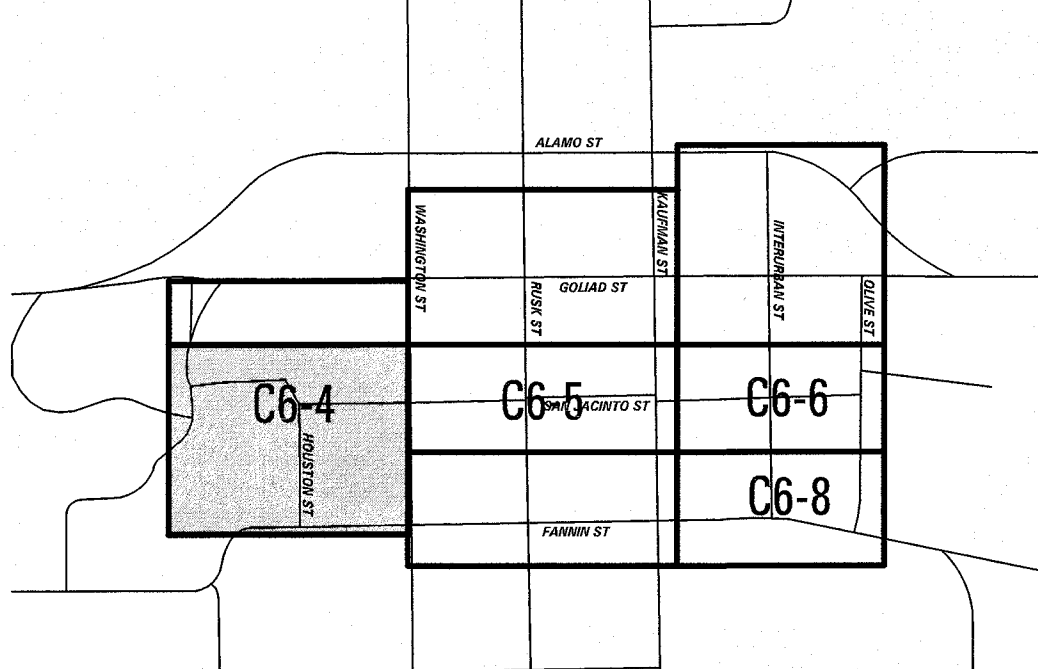 ALAMO ST
WASHINGTON ST
KAUFMAN ST
INTERURBAN ST
GOLIAD ST
RUSK ST
OLIVE ST
C6-4
C6-5
SAN JACINTO ST
C6-6
HOUSTON ST
C6-8
FANNIN ST